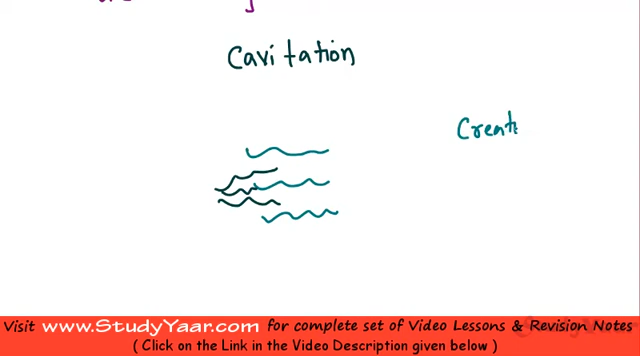 Cavitation
Creat
Visit www.StudyYaar.com for complete set of Video Lessons & Revision Notes
( Click on the Link in the Video Description given below )